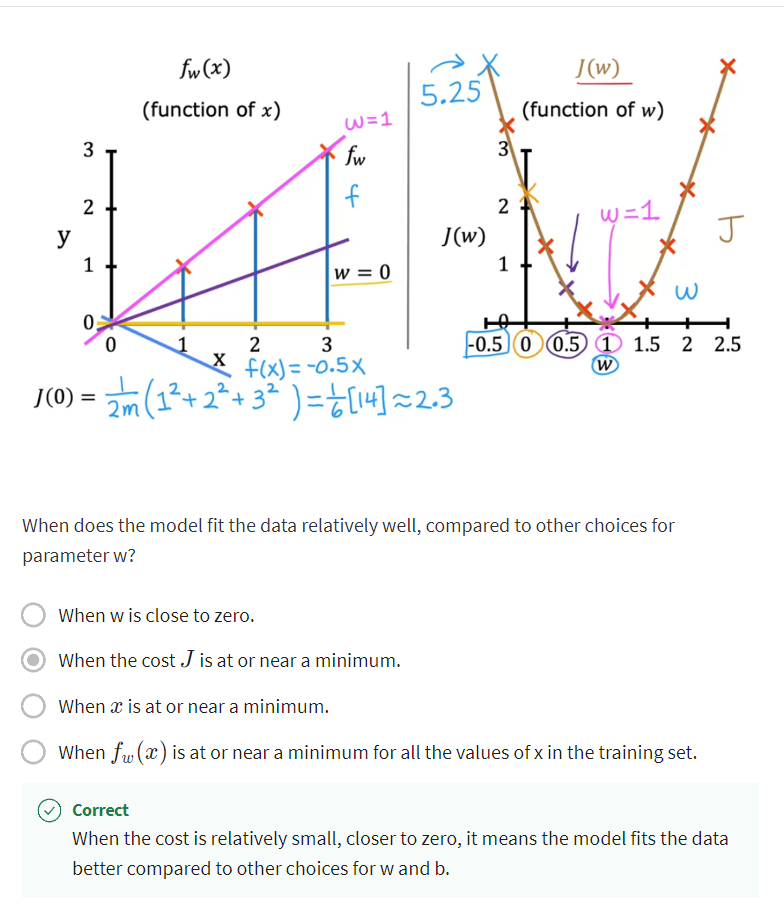 f_w(x)
(function of x)
w=1
f_w
f
3
2
y
1
0
w = 0
0 1 2 3
x
f(x)=-0.5x
J(0) = 1/2m (1²+2²+3²)=1/6[14]≈2.3
5.25
J(w)
(function of w)
3
2
w=1
J(w)
J
1
w
0
-0.5 0 0.5 1 1.5 2 2.5
w
When does the model fit the data relatively well, compared to other choices for
parameter w?
When w is close to zero.
When the cost J is at or near a minimum.
When x is at or near a minimum.
When f_w(x) is at or near a minimum for all the values of x in the training set.
Correct
When the cost is relatively small, closer to zero, it means the model fits the data
better compared to other choices for w and b.